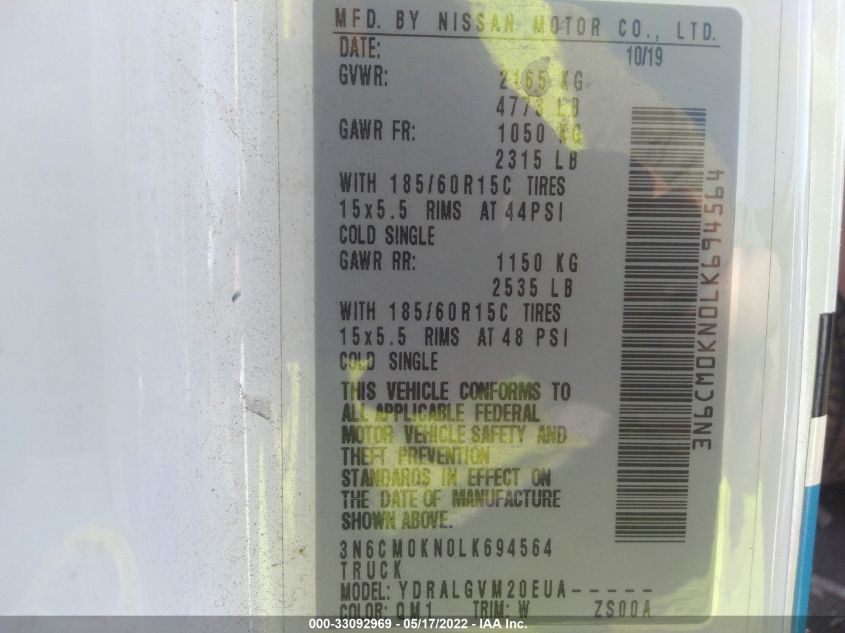 MFD. BY NISSAN MOTOR CO., LTD.
DATE: 10/19
GVWR: 2165 KG
4773 LB
GAWR FR: 1050 KG
2315 LB
WITH 185/60R15C TIRES
15x5.5 RIMS AT 44PSI
COLD SINGLE
GAWR RR: 1150 KG
2535 LB
WITH 185/60R15C TIRES
15x5.5 RIMS AT 48 PSI
COLD SINGLE
THIS VEHICLE CONFORMS TO
ALL APPLICABLE FEDERAL
MOTOR VEHICLE SAFETY AND
THEFT PREVENTION
STANDARDS IN EFFECT ON
THE DATE OF MANUFACTURE
SHOWN ABOVE.
3N6CM0KN0LK694564
TRUCK
MODEL: YDRALGVM20EUA-----
COLOR: QM1 TRIM: W ZS00A
3N6CM0KN0LK694564
000-33092969 - 05/17/2022 - IAA Inc.